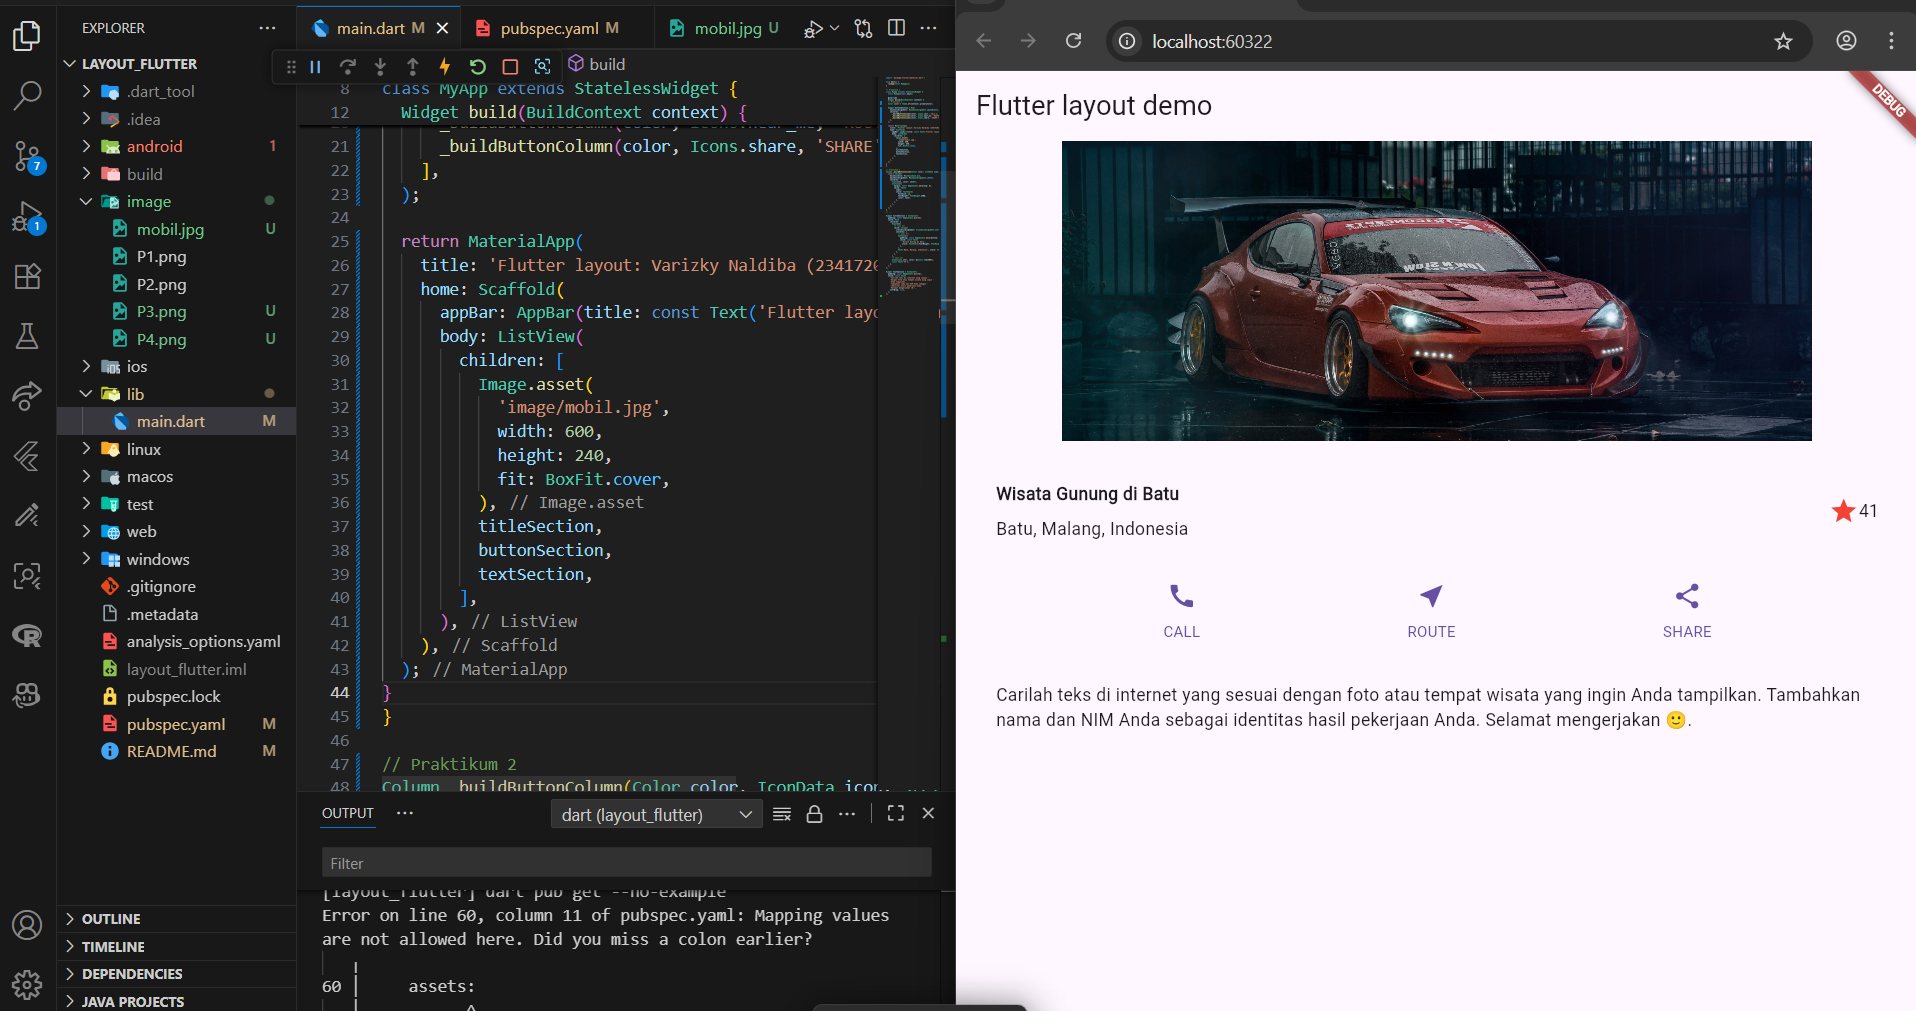 EXPLORER
LAYOUT_FLUTTER
.dart_tool
.idea
android 1
build
image
mobil.jpg U
P1.png
P2.png
P3.png U
P4.png U
ios
lib
main.dart M
linux
macos
test
web
windows
.gitignore
.metadata
analysis_options.yaml
layout_flutter.iml
pubspec.lock
pubspec.yaml M
README.md M
OUTLINE
TIMELINE
DEPENDENCIES
JAVA PROJECTS
7
1
main.dart M
pubspec.yaml M
mobil.jpg U
build
8 class MyApp extends StatelessWidget {
12 Widget build(BuildContext context) {
21 _buildButtonColumn(color, Icons.share, 'SHARE'
22 ],
23 );
24
25 return MaterialApp(
26 title: 'Flutter layout: Varizky Naldiba (2341720
27 home: Scaffold(
28 appBar: AppBar(title: const Text('Flutter layo
29 body: ListView(
30 children: [
31 Image.asset(
32 'image/mobil.jpg',
33 width: 600,
34 height: 240,
35 fit: BoxFit.cover,
36 ), // Image.asset
37 titleSection,
38 buttonSection,
39 textSection,
40 ],
41 ), // ListView
42 ), // Scaffold
43 ); // MaterialApp
44 }
45 }
46
47 // Praktikum 2
48 Column _buildButtonColumn(Color color, IconData icon,
OUTPUT
dart (layout_flutter)
Filter
[layout_flutter] dart pub get --no-example
Error on line 60, column 11 of pubspec.yaml: Mapping values
are not allowed here. Did you miss a colon earlier?
60 │ assets:
^
localhost:60322
DEBUG
Flutter layout demo
Wisata Gunung di Batu
Batu, Malang, Indonesia
41
CALL
ROUTE
SHARE
Carilah teks di internet yang sesuai dengan foto atau tempat wisata yang ingin Anda tampilkan. Tambahkan
nama dan NIM Anda sebagai identitas hasil pekerjaan Anda. Selamat mengerjakan 🙂.